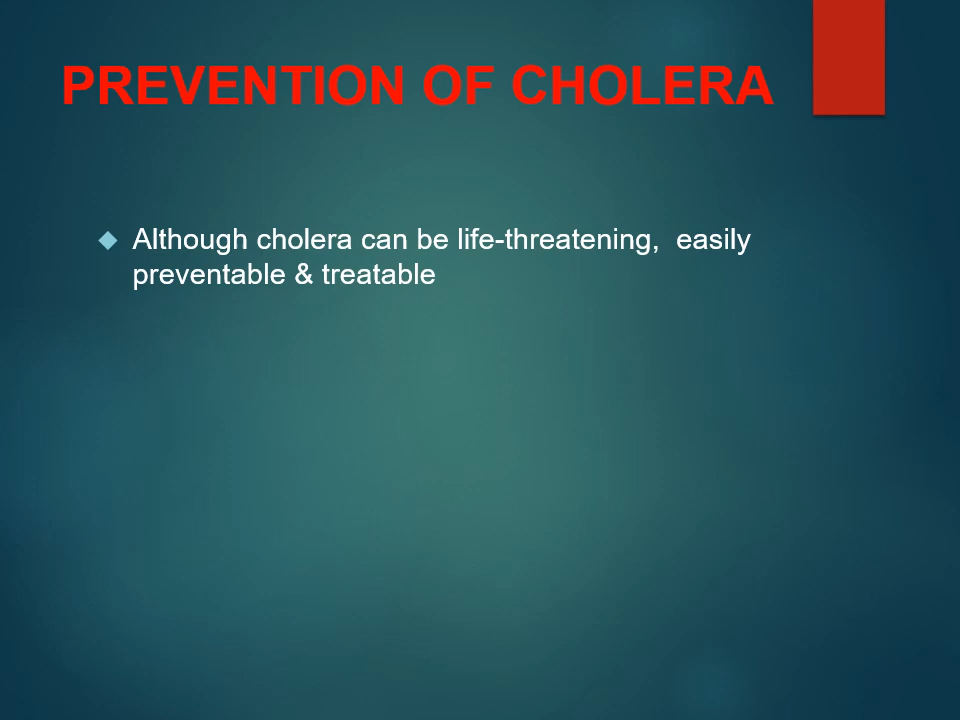 PREVENTION OF CHOLERA
Although cholera can be life-threatening,  easily
preventable & treatable